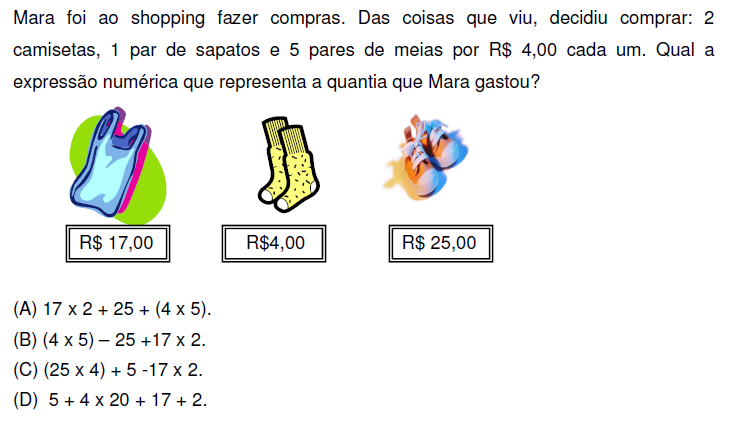 Mara foi ao shopping fazer compras. Das coisas que viu, decidiu comprar: 2
camisetas, 1 par de sapatos e 5 pares de meias por R$ 4,00 cada um. Qual a
expressão numérica que representa a quantia que Mara gastou?
R$ 17,00 R$4,00 R$ 25,00
(A) 17 x 2 + 25 + (4 x 5).
(B) (4 x 5) – 25 +17 x 2.
(C) (25 x 4) + 5 -17 x 2.
(D) 5 + 4 x 20 + 17 + 2.